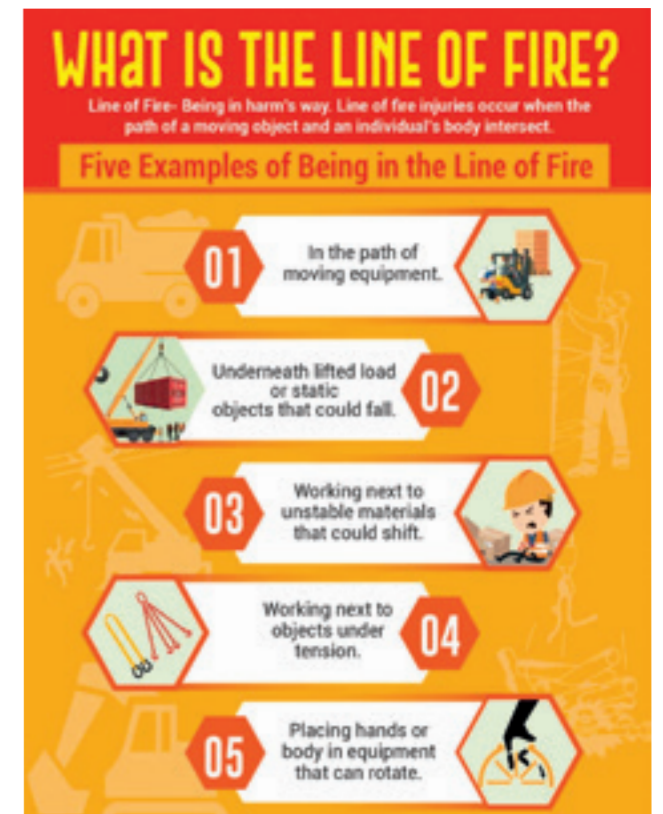 WHAT IS THE LINE OF FIRE?
Line of Fire- Being in harm's way. Line of fire injuries occur when the
path of a moving object and an individual's body intersect.
Five Examples of Being in the Line of Fire
01
In the path of
moving equipment.
Underneath lifted load
or static
objects that could fall.
02
03
Working next to
unstable materials
that could shift.
Working next to
objects under
tension.
04
05
Placing hands or
body in equipment
that can rotate.